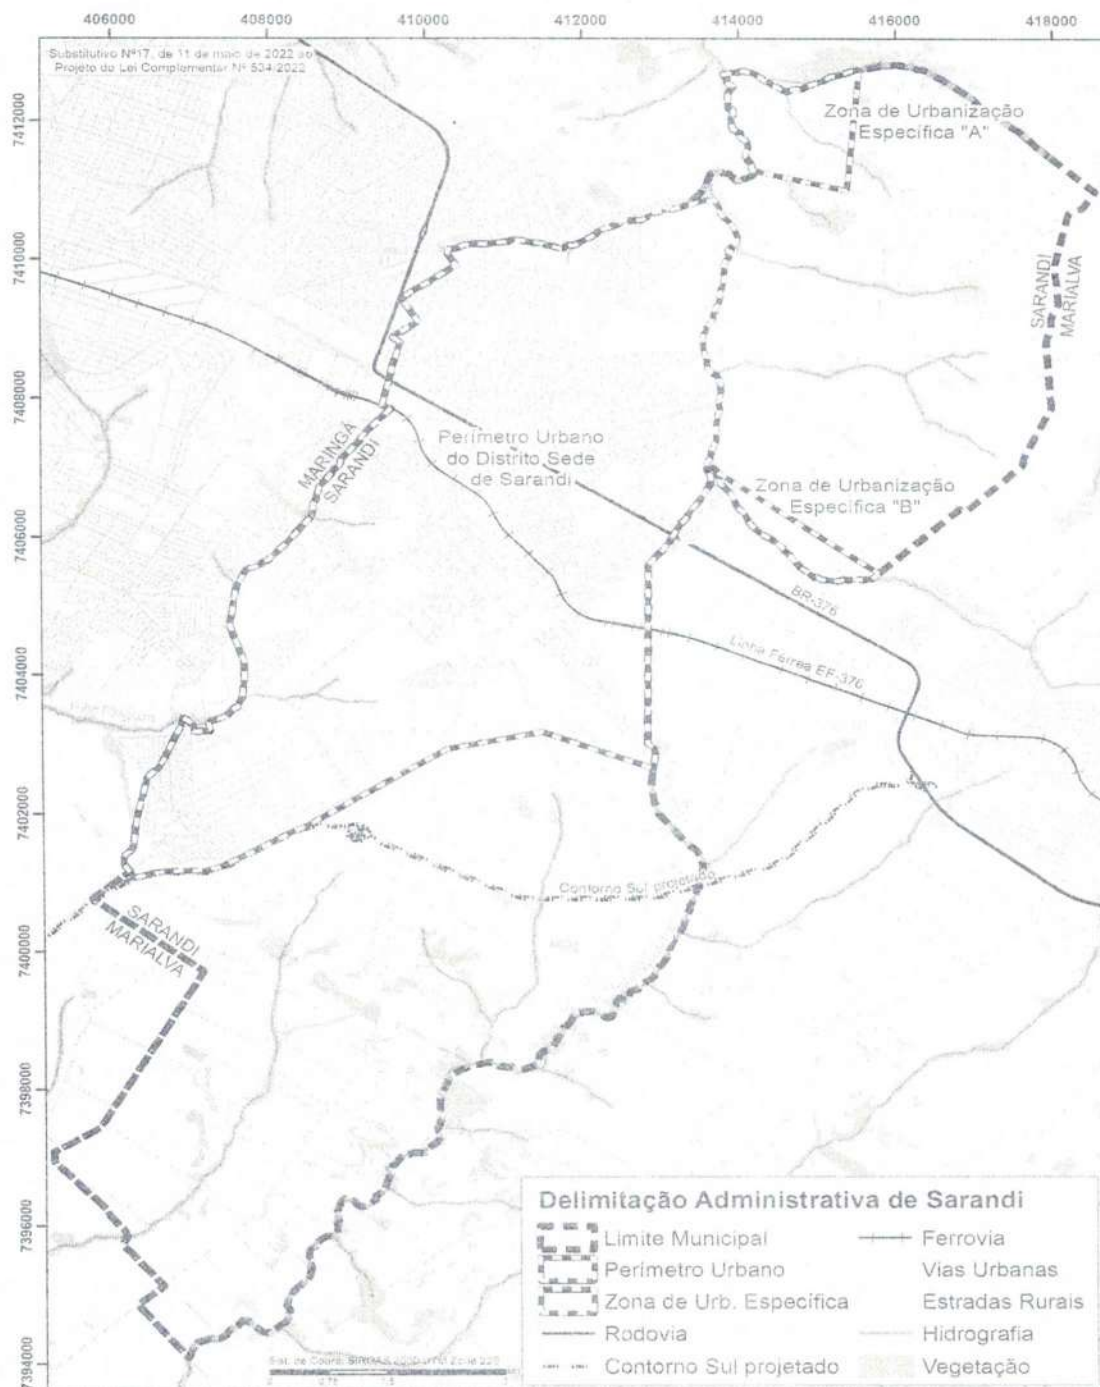 406000
408000
410000
412000
414000
416000
418000
Substitutivo Nº17, de 11 de maio de 2022 ao
Projeto de Lei Complementar Nº 534/2022
7412000
7410000
7408000
7406000
7404000
7402000
7400000
7398000
7396000
7394000
Zona de Urbanização
Específica "A"
SARANDI
MARIALVA
MARINGÁ
SARANDI
Perímetro Urbano
do Distrito Sede
de Sarandi
Zona de Urbanização
Específica "B"
BR-376
Linha Férrea EF-376
Contorno Sul projetado
SARANDI
MARIALVA
Delimitação Administrativa de Sarandi
Limite Municipal
Perímetro Urbano
Zona de Urb. Específica
Rodovia
Contorno Sul projetado
Ferrovia
Vias Urbanas
Estradas Rurais
Hidrografia
Vegetação